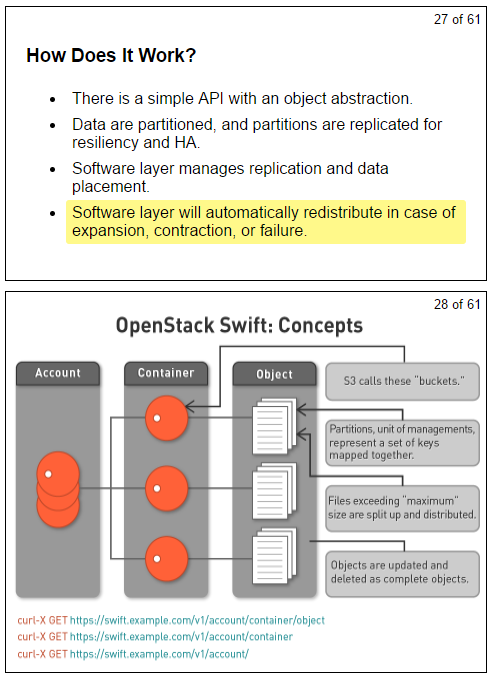 27 of 61
How Does It Work?
• There is a simple API with an object abstraction.
• Data are partitioned, and partitions are replicated for
resiliency and HA.
• Software layer manages replication and data
placement.
• Software layer will automatically redistribute in case of
expansion, contraction, or failure.
28 of 61
OpenStack Swift: Concepts
Account
Container
Object
S3 calls these "buckets."
Partitions, unit of managements,
represent a set of keys
mapped together.
Files exceeding "maximum"
size are split up and distributed.
Objects are updated and
deleted as complete objects.
curl-X GET https://swift.example.com/v1/account/container/object
curl-X GET https://swift.example.com/v1/account/container
curl-X GET https://swift.example.com/v1/account/